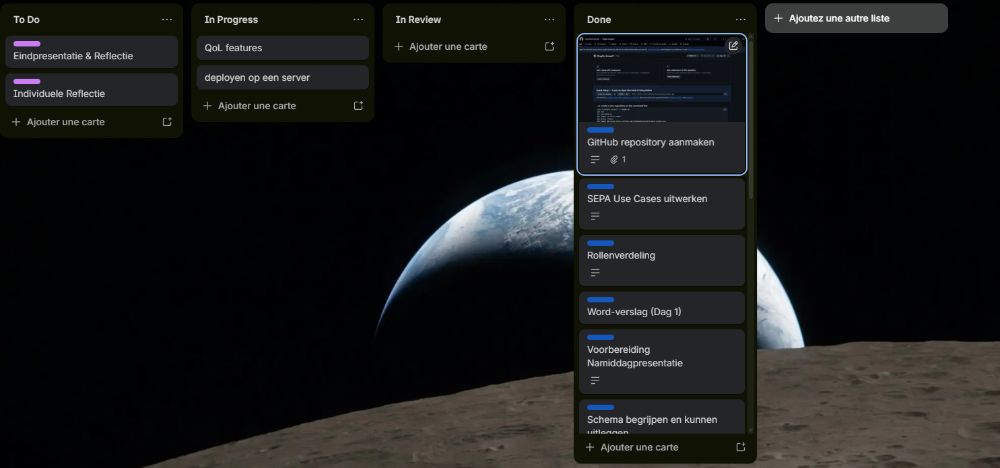 To Do
Eindpresentatie & Reflectie
Individuele Reflectie
Ajouter une carte
In Progress
QoL features
deployen op een server
Ajouter une carte
In Review
Ajouter une carte
Done
GitHub repository aanmaken
1
SEPA Use Cases uitwerken
Rollenverdeling
Word-verslag (Dag 1)
Voorbereiding
Namiddagpresentatie
Schema begrijpen en kunnen
uitleggen
Ajouter une carte
Ajoutez une autre liste